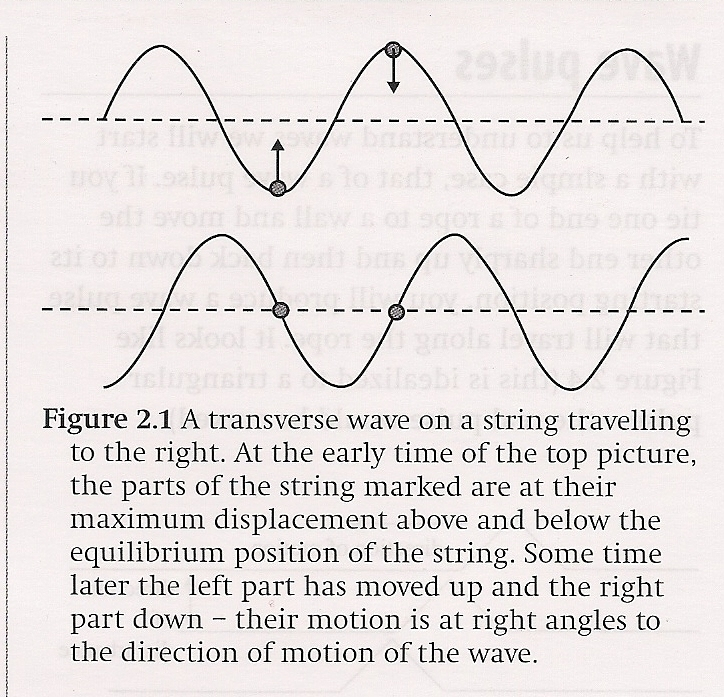 Figure 2.1 A transverse wave on a string travelling
to the right. At the early time of the top picture,
the parts of the string marked are at their
maximum displacement above and below the
equilibrium position of the string. Some time
later the left part has moved up and the right
part down – their motion is at right angles to
the direction of motion of the wave.